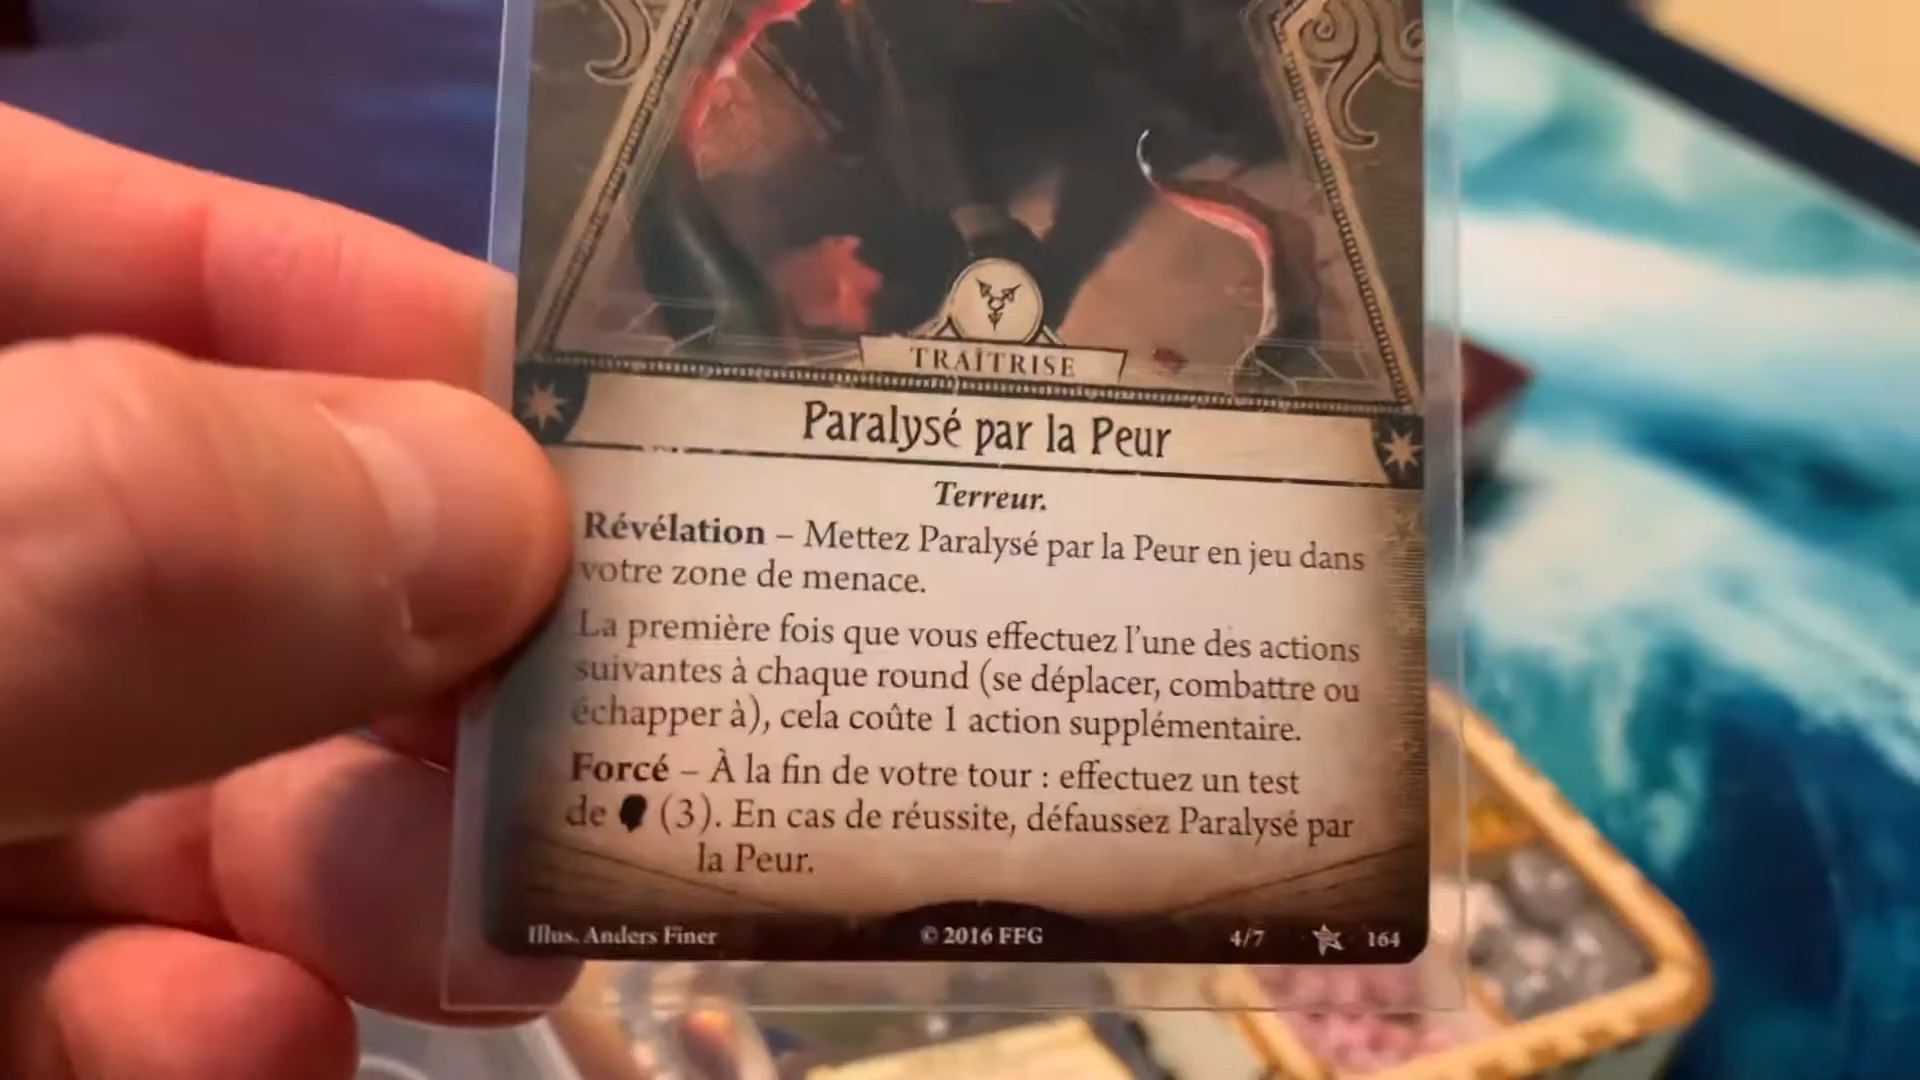 TRAÎTRISE
Paralysé par la Peur
Terreur.
Révélation – Mettez Paralysé par la Peur en jeu dans
votre zone de menace.
La première fois que vous effectuez l'une des actions
suivantes à chaque round (se déplacer, combattre ou
échapper à), cela coûte 1 action supplémentaire.
Forcé – À la fin de votre tour : effectuez un test
de (3). En cas de réussite, défaussez Paralysé par
la Peur.
Illus. Anders Finer © 2016 FFG 4/7 164